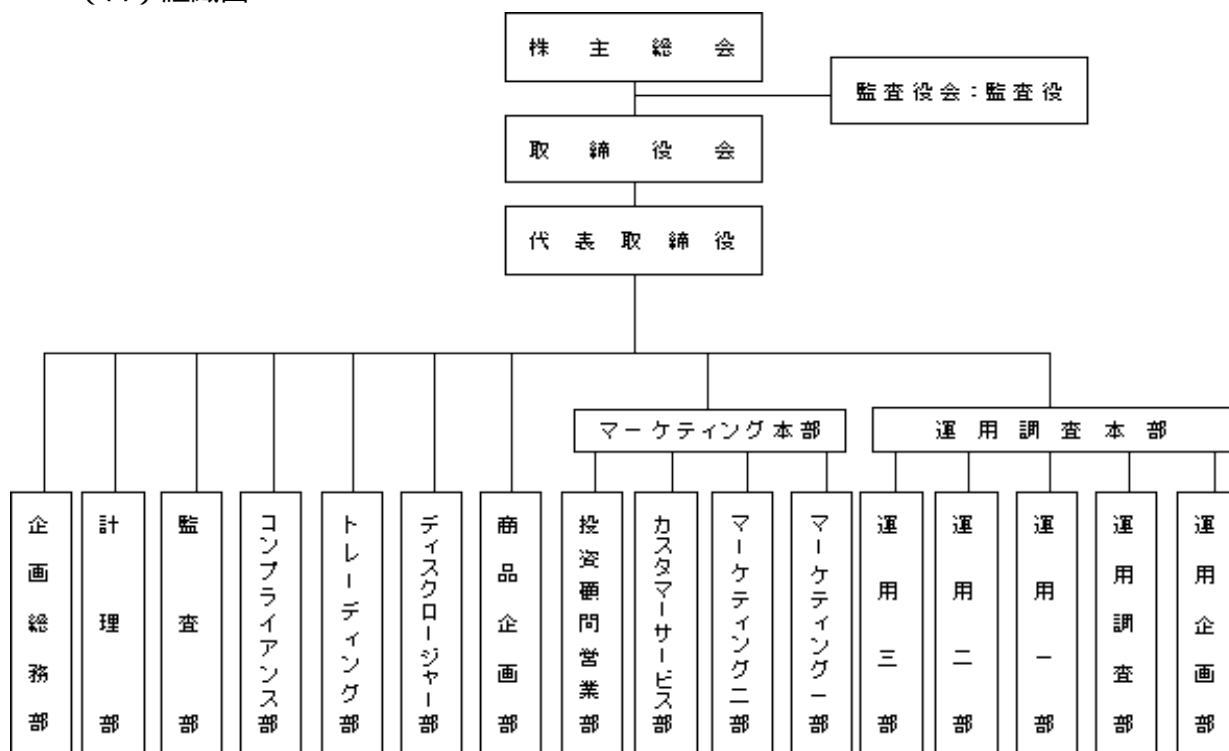 株主総会
監査役会：監査役
取締役会
代表取締役
マーケティング本部
運用調査本部
企画総務部
計理部
監査部
コンプライアンス部
トレーディング部
ディスクロージャー部
商品企画部
投資顧問営業部
カスタマーサービス部
マーケティング二部
マーケティング一部
運用三部
運用二部
運用一部
運用調査部
運用企画部